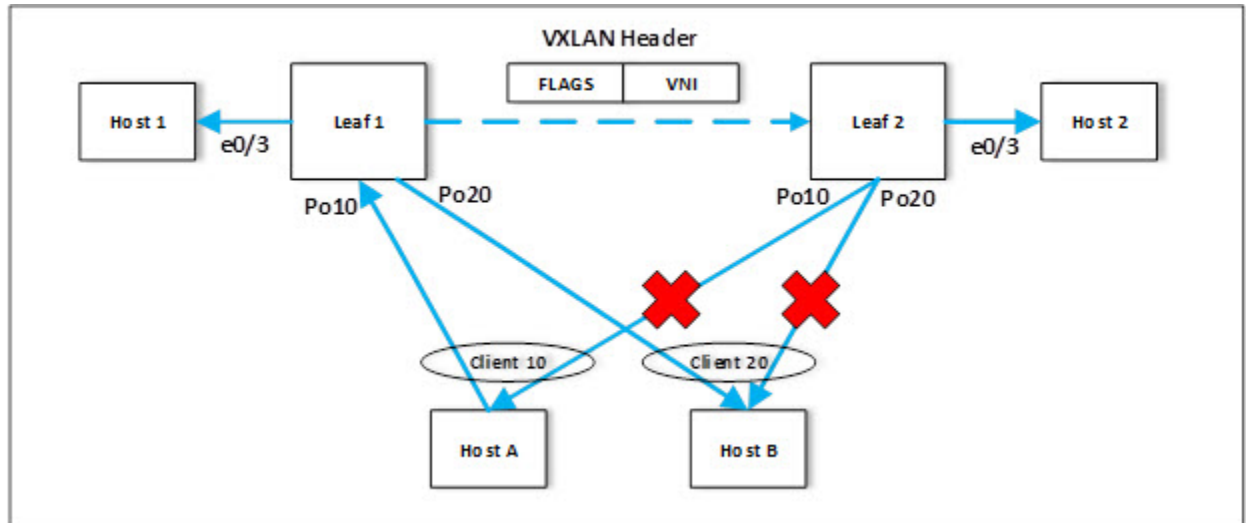 VXLAN Header
FLAGS VNI
Host 1
Leaf 1
Leaf 2
Host 2
e0/3
e0/3
Po10
Po20
Po10
Po20
Client 10
Client 20
Host A
Host B